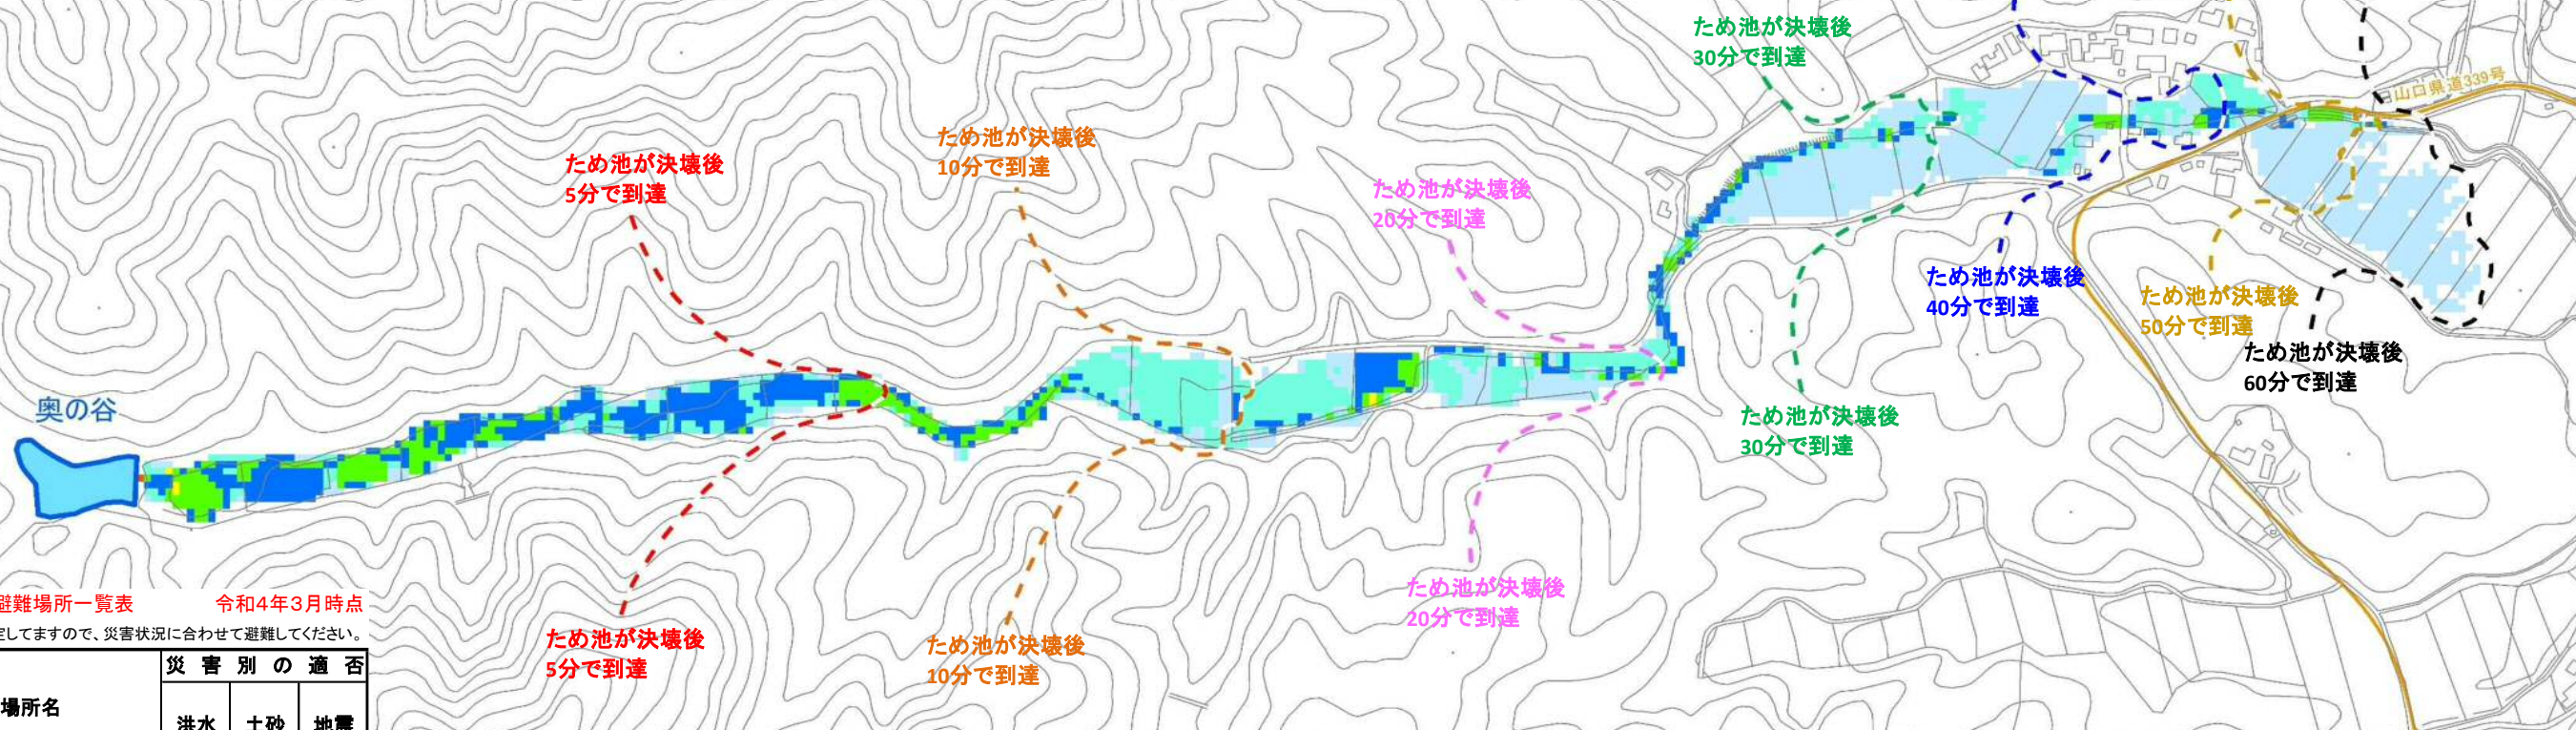 ため池が決壊後
30分で到達
山口県道339号
ため池が決壊後
10分で到達
ため池が決壊後
5分で到達
ため池が決壊後
20分で到達
ため池が決壊後
40分で到達
ため池が決壊後
50分で到達
ため池が決壊後
60分で到達
奥の谷
ため池が決壊後
30分で到達
ため池が決壊後
20分で到達
ため池が決壊後
5分で到達
ため池が決壊後
10分で到達
避難場所一覧表 令和4年3月時点
定してますので、災害状況に合わせて避難してください。
災害別の適否
場所名
洪水 土砂 地震